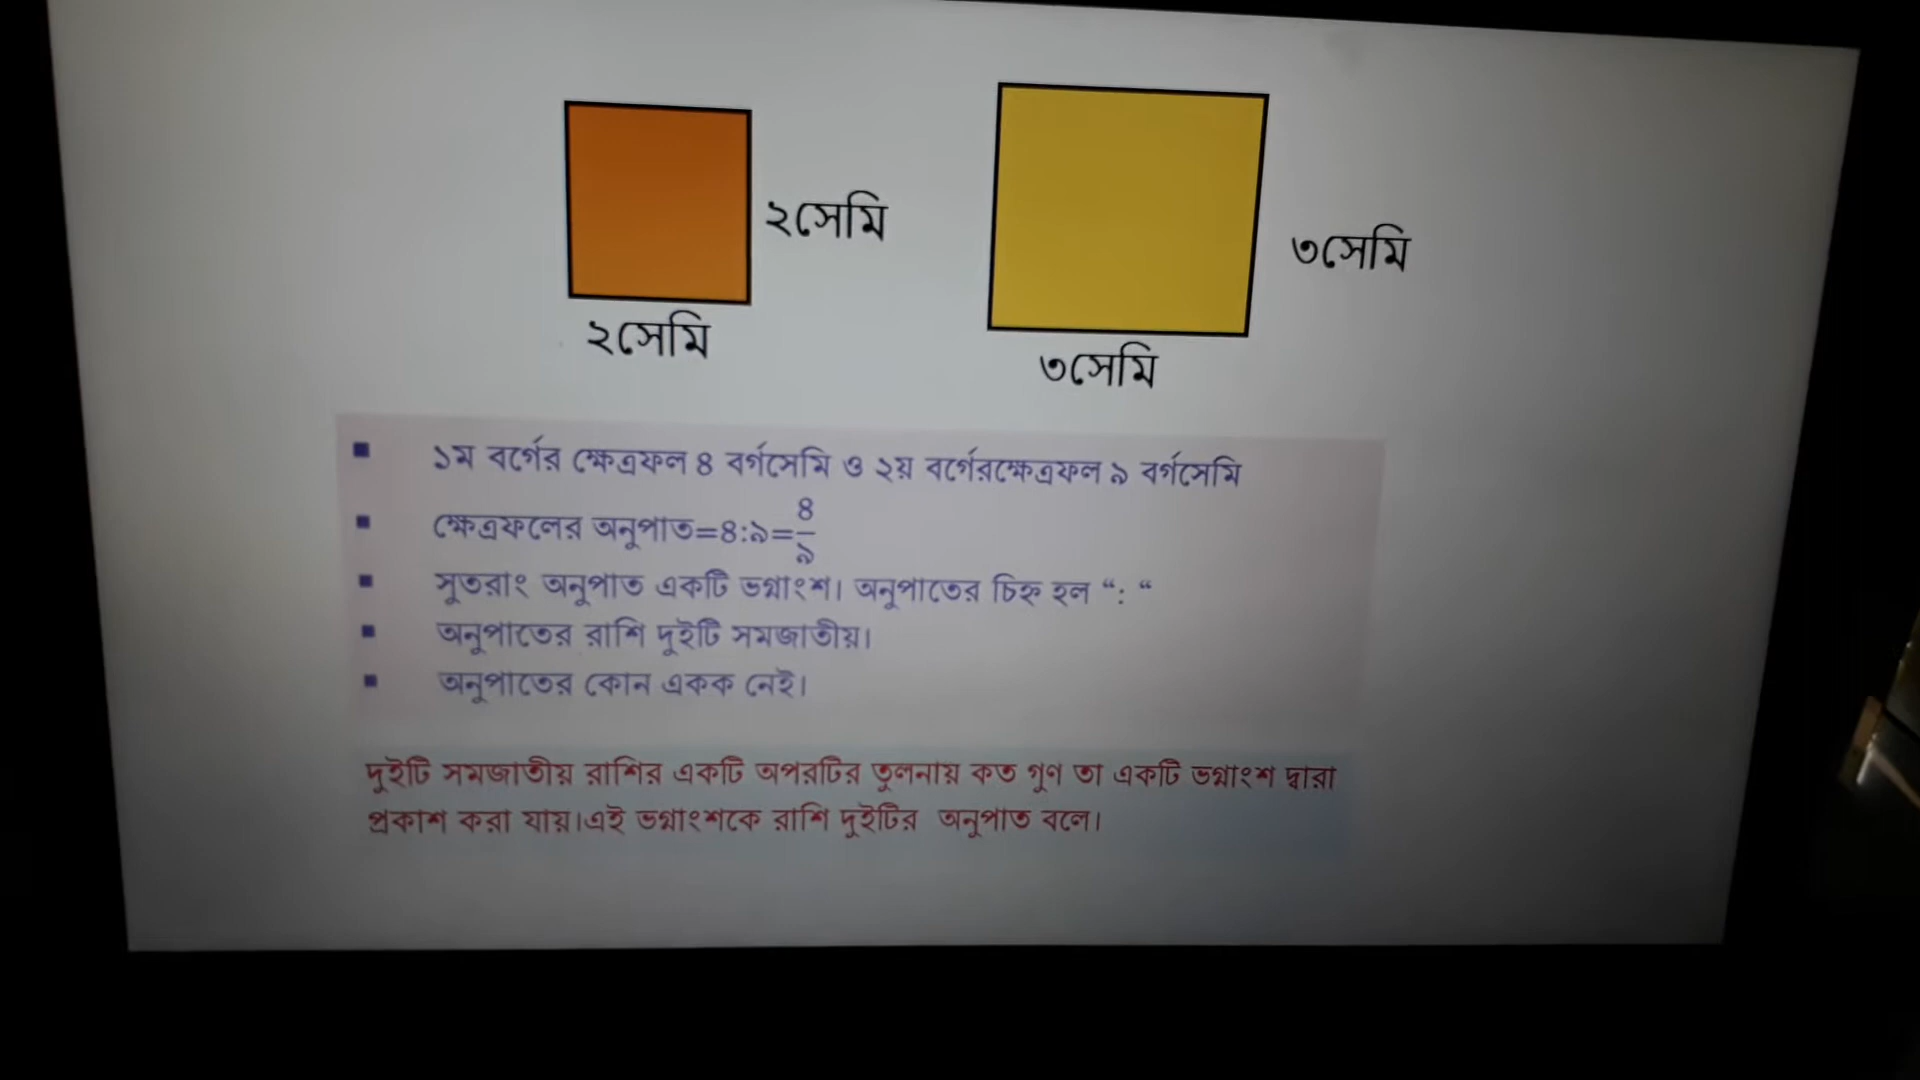 ২সেমি
৩সেমি
২সেমি
৩সেমি
১ম বর্গের ক্ষেত্রফল ৪ বর্গসেমি ও ২য় বর্গেরক্ষেত্রফল ৯ বর্গসেমি
ক্ষেত্রফলের অনুপাত=৪:৯=৪/৯
সুতরাং অনুপাত একটি ভগ্নাংশ। অনুপাতের চিহ্ন হল “: “
অনুপাতের রাশি দুইটি সমজাতীয়।
অনুপাতের কোন একক নেই।
দুইটি সমজাতীয় রাশির একটি অপরটির তুলনায় কত গুণ তা একটি ভগ্নাংশ দ্বারা
প্রকাশ করা যায়।এই ভগ্নাংশকে রাশি দুইটির অনুপাত বলে।